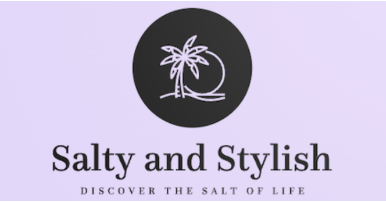 Salty and Stylish
DISCOVER THE SALT OF LIFE